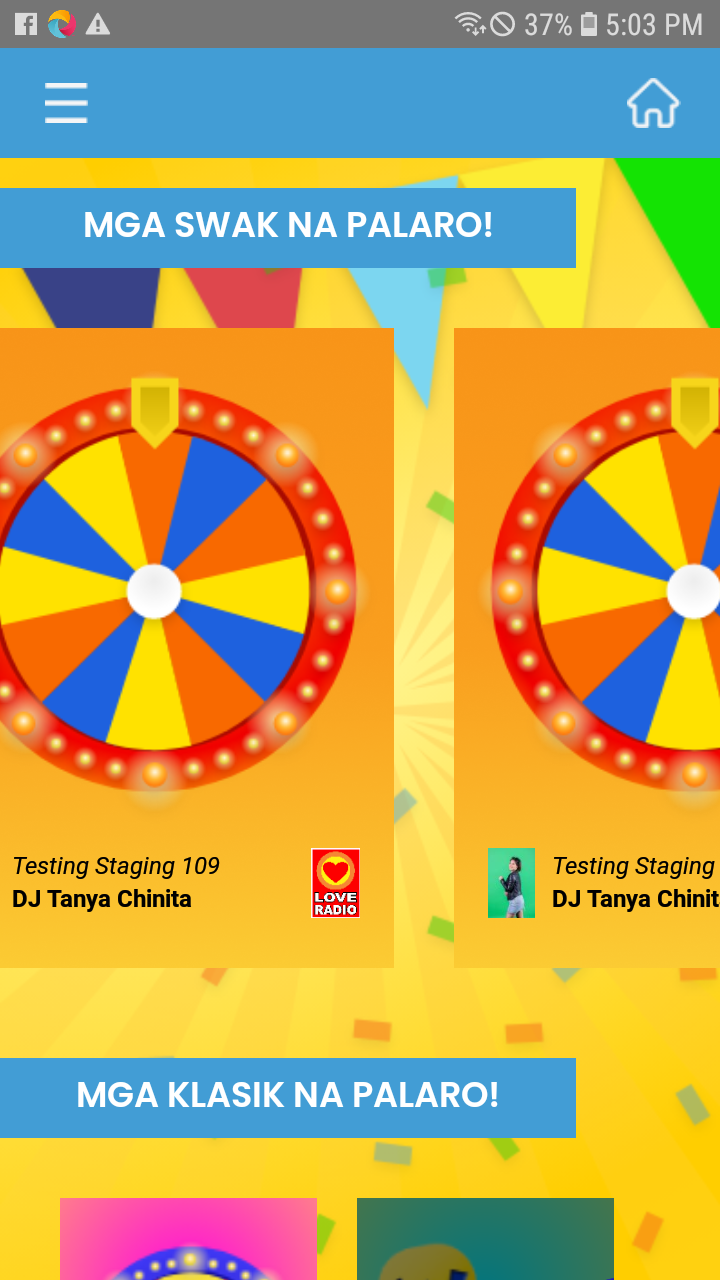 37% 5:03 PM
MGA SWAK NA PALARO!
Testing Staging 109
DJ Tanya Chinita
LOVE
RADIO
Testing Staging
DJ Tanya Chinit
MGA KLASIK NA PALARO!